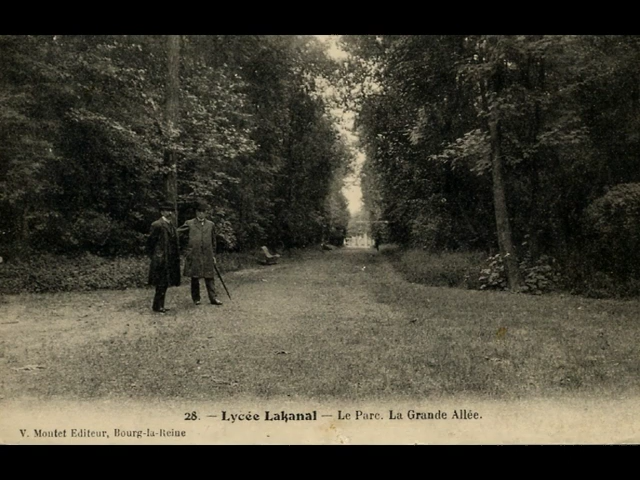 28. — Lycée Lakanal — Le Parc. La Grande Allée.
V. Montet Editeur, Bourg-la-Reine